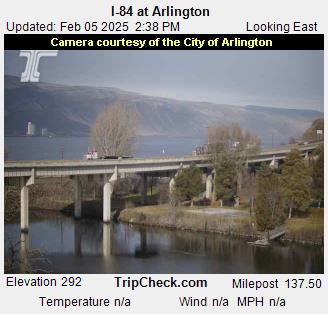 I-84 at Arlington
Updated: Feb 05 2025 2:38 PM Looking East
Camera courtesy of the City of Arlington
Elevation 292 TripCheck.com Milepost 137.50
Temperature n/a Wind n/a MPH n/a